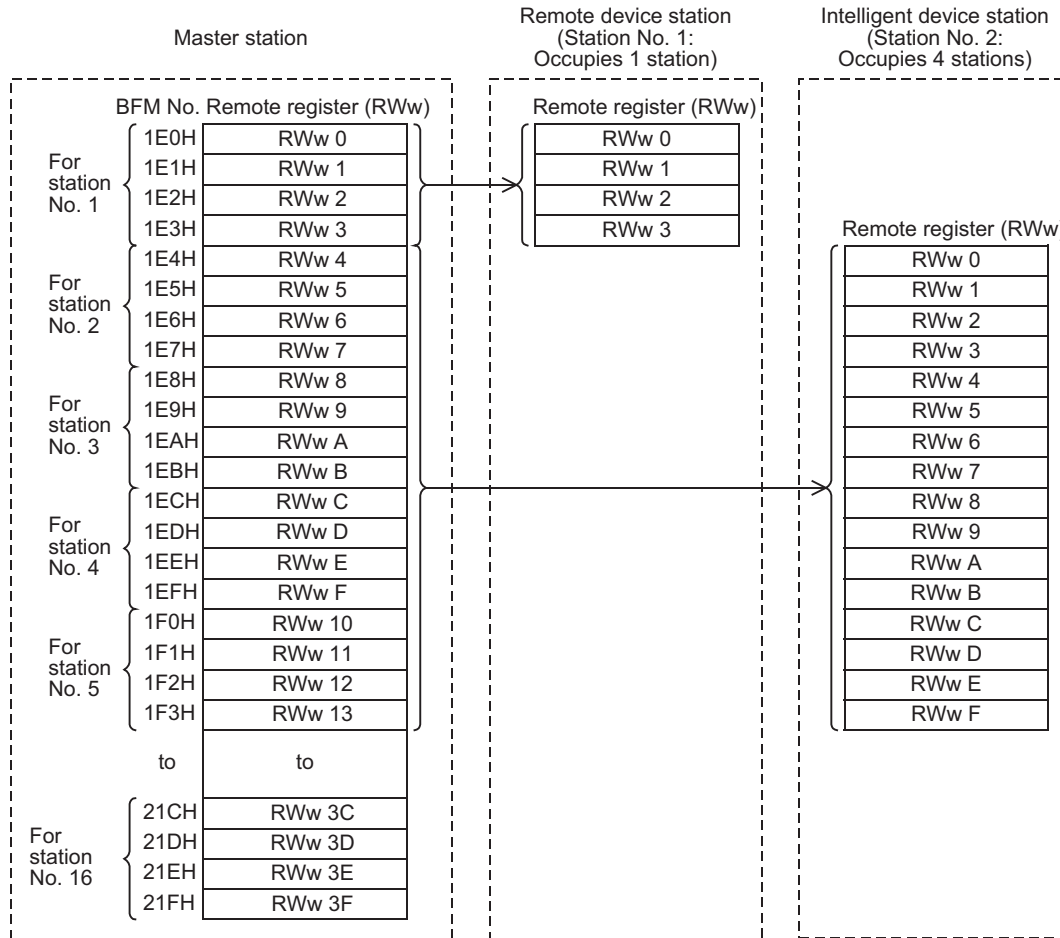 Master station
Remote device station
(Station No. 1:
Occupies 1 station)
Intelligent device station
(Station No. 2:
Occupies 4 stations)
BFM No. Remote register (RWw)
For
station
No. 1
1E0H RWw 0
1E1H RWw 1
1E2H RWw 2
1E3H RWw 3
For
station
No. 2
1E4H RWw 4
1E5H RWw 5
1E6H RWw 6
1E7H RWw 7
For
station
No. 3
1E8H RWw 8
1E9H RWw 9
1EAH RWw A
1EBH RWw B
For
station
No. 4
1ECH RWw C
1EDH RWw D
1EEH RWw E
1EFH RWw F
For
station
No. 5
1F0H RWw 10
1F1H RWw 11
1F2H RWw 12
1F3H RWw 13
to to
For
station
No. 16
21CH RWw 3C
21DH RWw 3D
21EH RWw 3E
21FH RWw 3F
Remote register (RWw)
RWw 0
RWw 1
RWw 2
RWw 3
Remote register (RWw
RWw 0
RWw 1
RWw 2
RWw 3
RWw 4
RWw 5
RWw 6
RWw 7
RWw 8
RWw 9
RWw A
RWw B
RWw C
RWw D
RWw E
RWw F